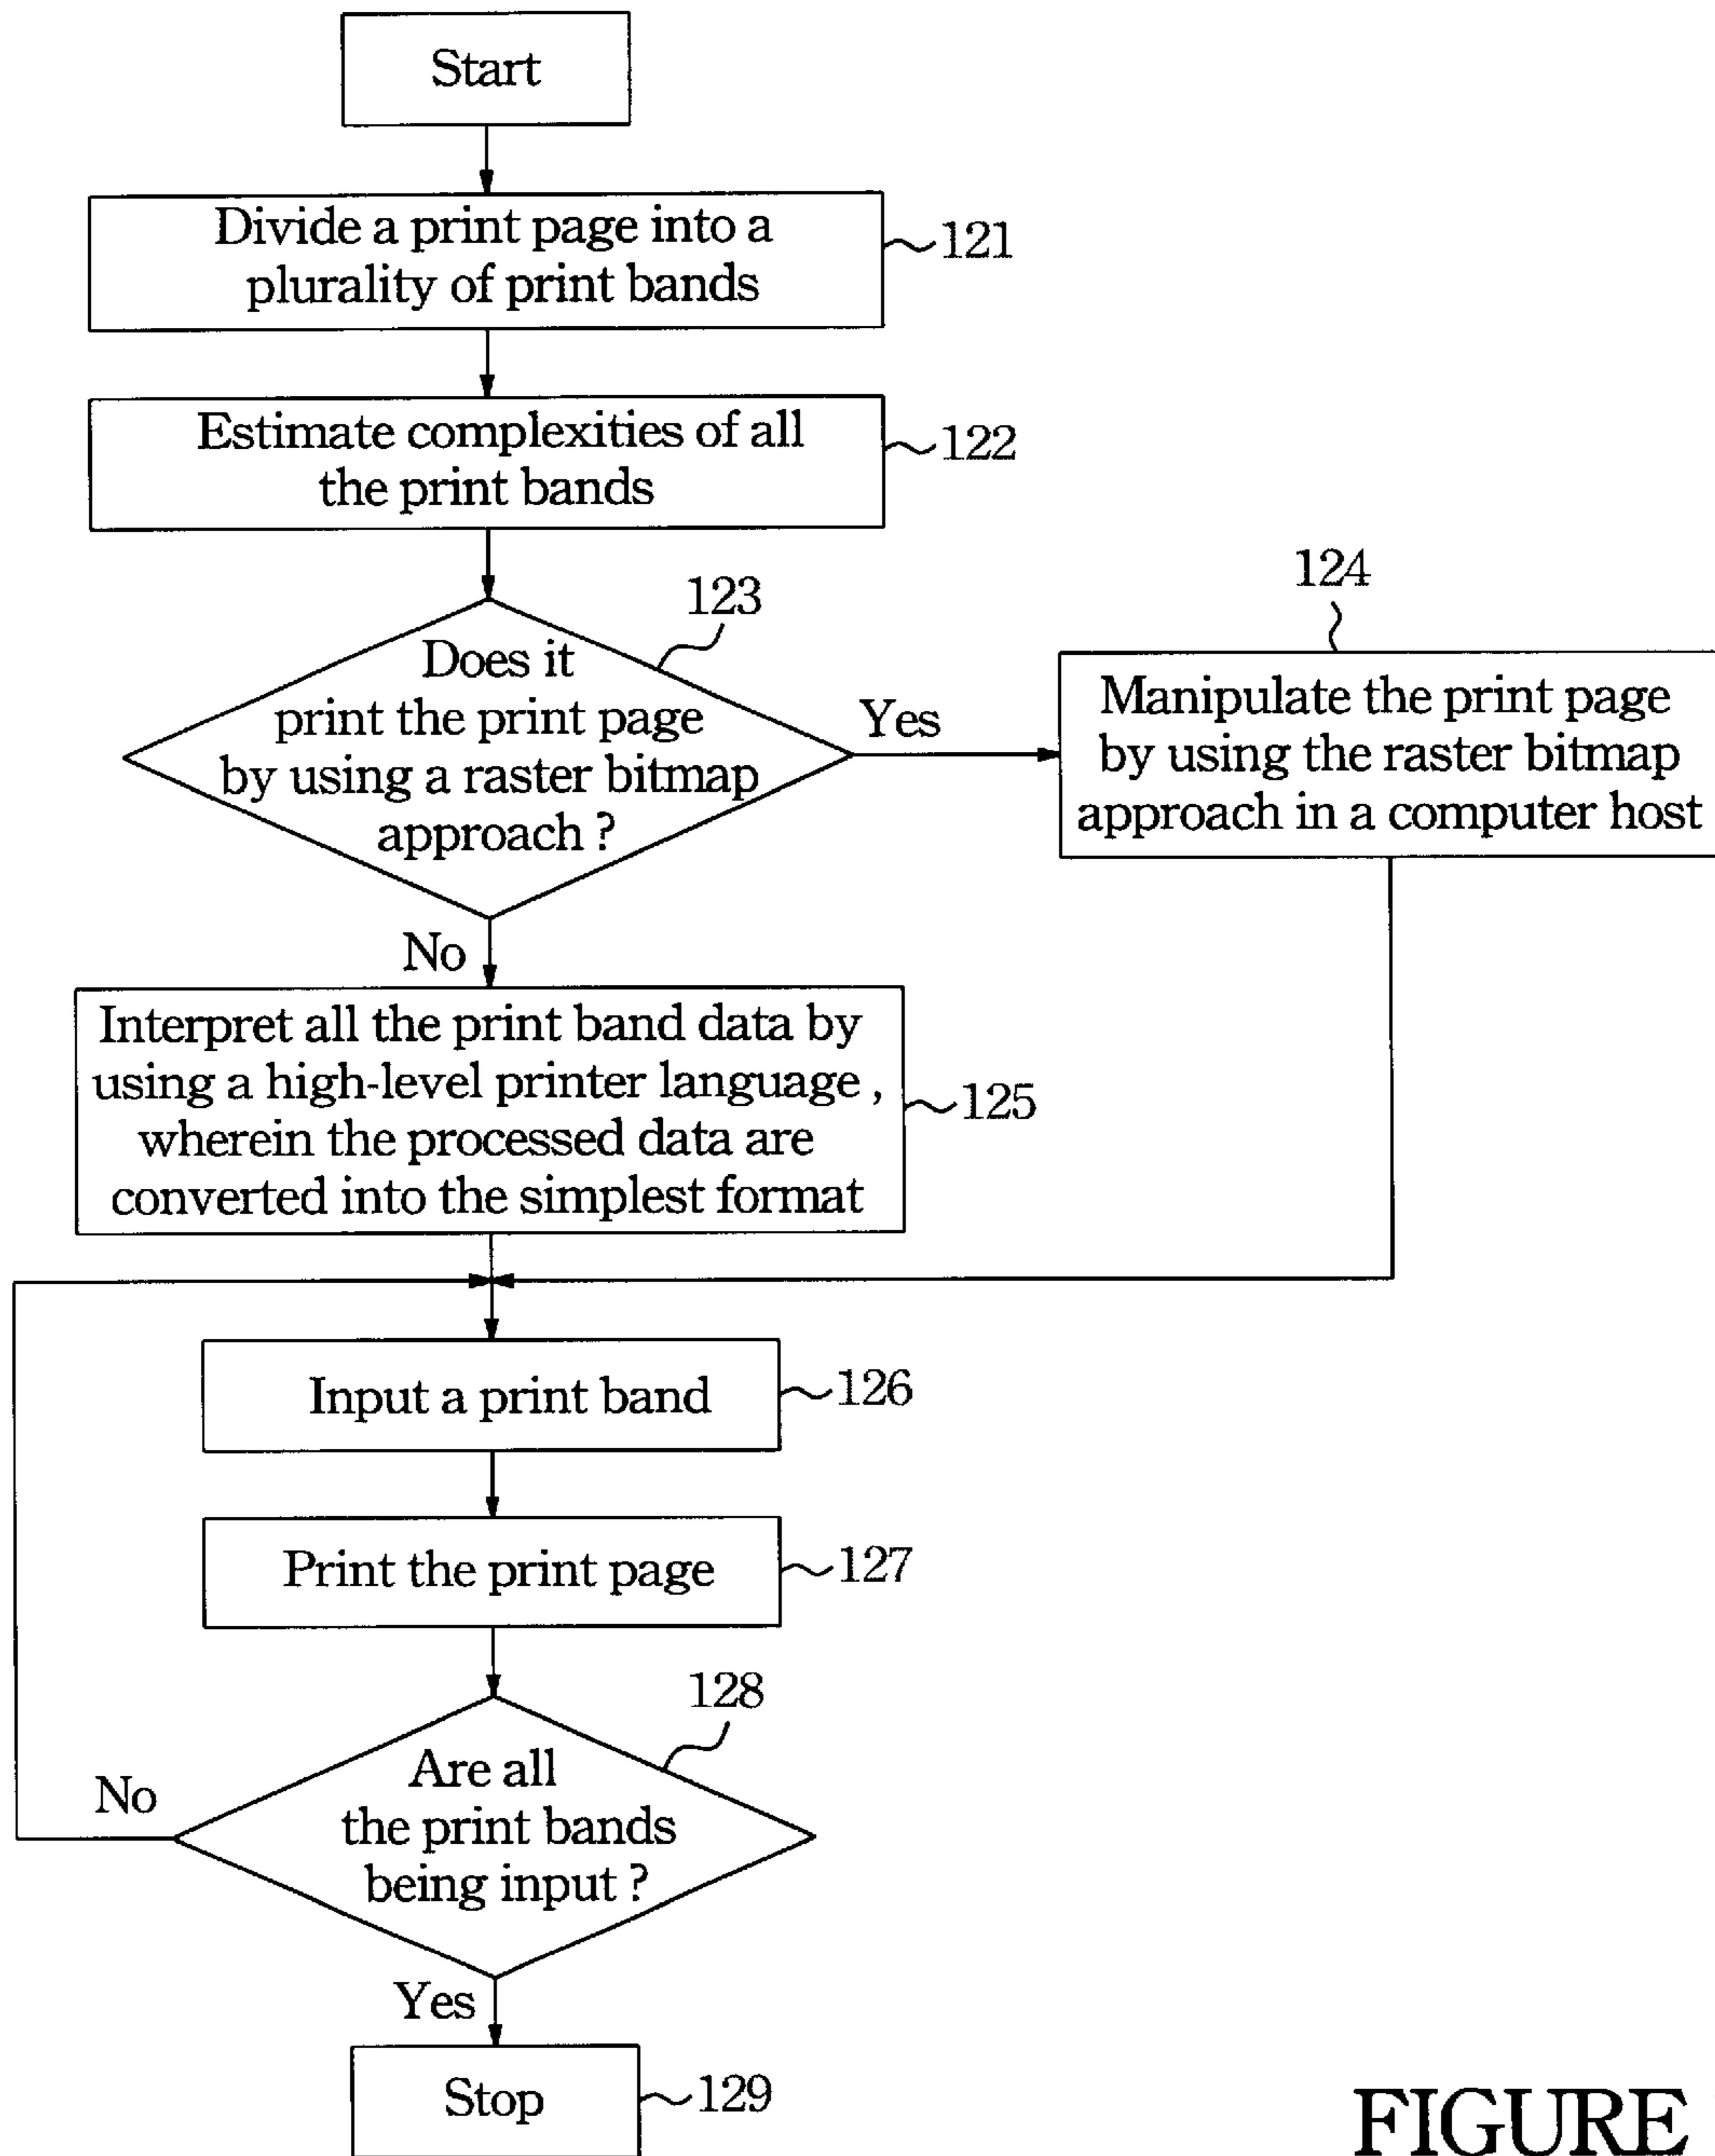 Start
Divide a print page into a
plurality of print bands
121
Estimate complexities of all
the print bands
122
123
Does it
print the print page
by using a raster bitmap
approach ?
Yes
124
Manipulate the print page
by using the raster bitmap
approach in a computer host
No
Interpret all the print band data by
using a high-level printer language ,
wherein the processed data are
converted into the simplest format
125
Input a print band
126
Print the print page
127
128
Are all
the print bands
being input ?
No
Yes
Stop
129
FIGURE